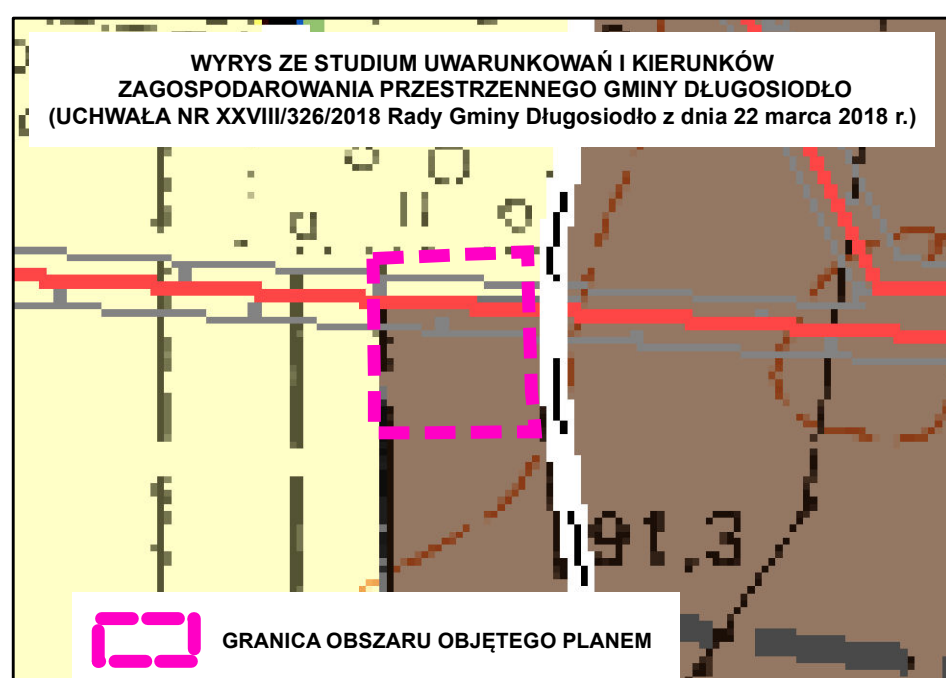 WYRYS ZE STUDIUM UWARUNKOWAŃ I KIERUNKÓW
ZAGOSPODAROWANIA PRZESTRZENNEGO GMINY DŁUGOSIODŁO
(UCHWAŁA NR XXVIII/326/2018 Rady Gminy Długosiodło z dnia 22 marca 2018 r.)
91,3
GRANICA OBSZARU OBJĘTEGO PLANEM